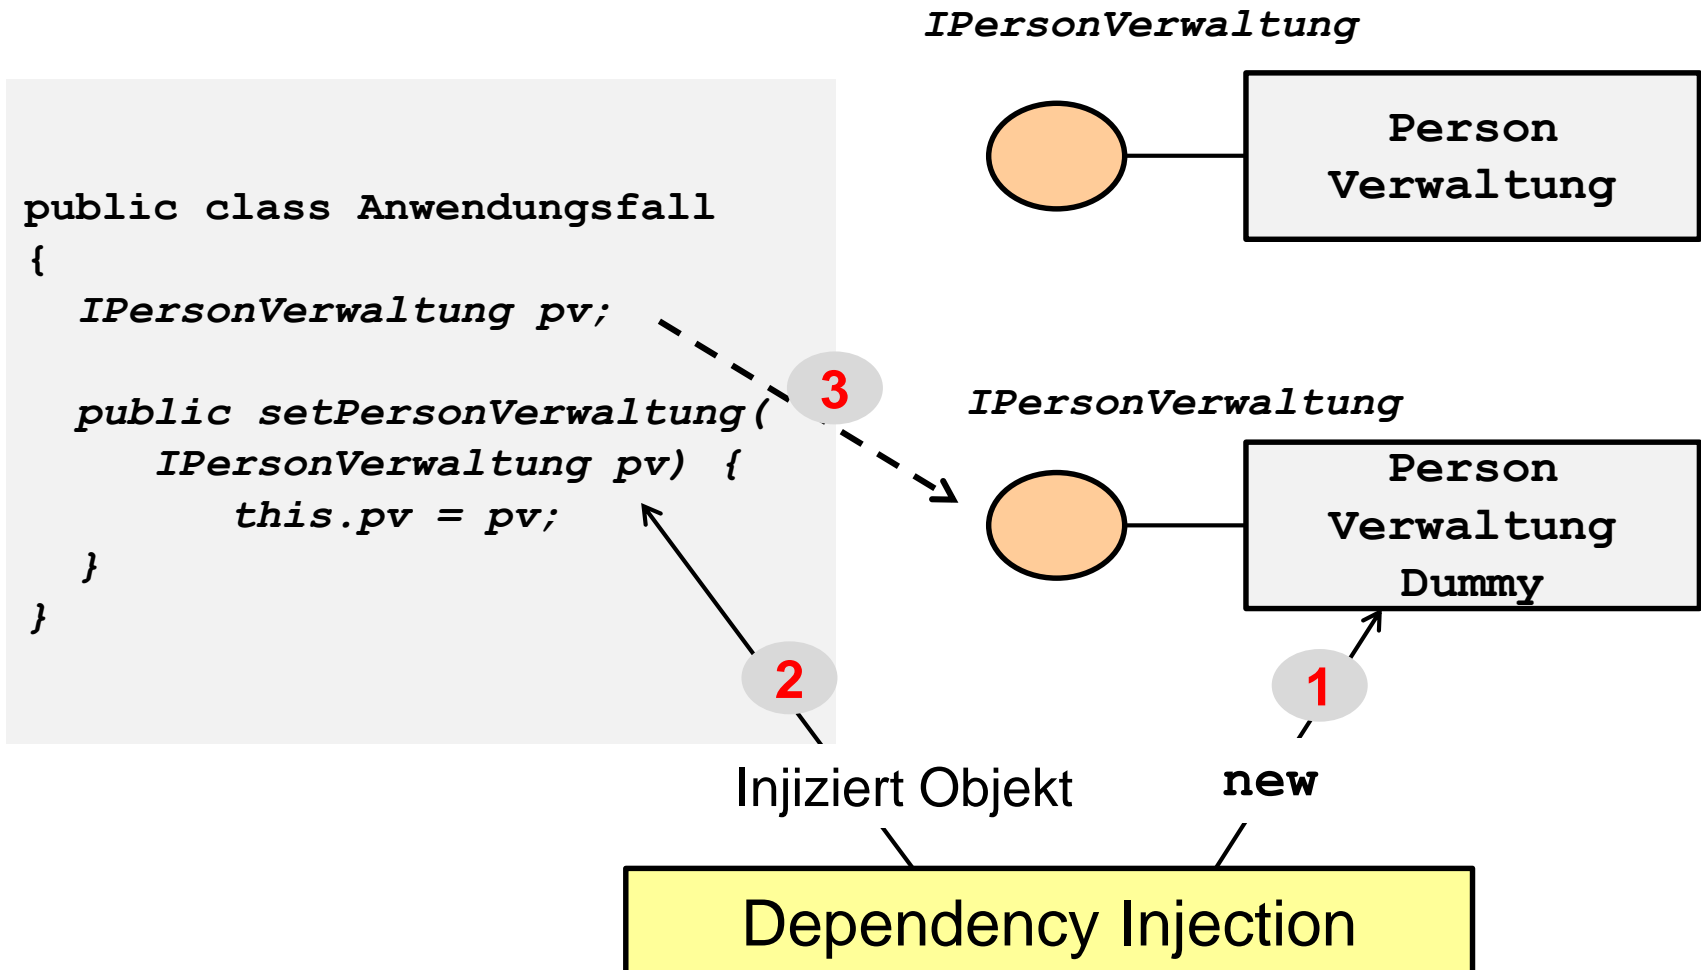 IPersonVerwaltung
Person
Verwaltung
public class Anwendungsfall
{
IPersonVerwaltung pv;
public setPersonVerwaltung(
IPersonVerwaltung pv) {
this.pv = pv;
}
}
3
IPersonVerwaltung
Person
Verwaltung
Dummy
2
1
Injiziert Objekt
new
Dependency Injection